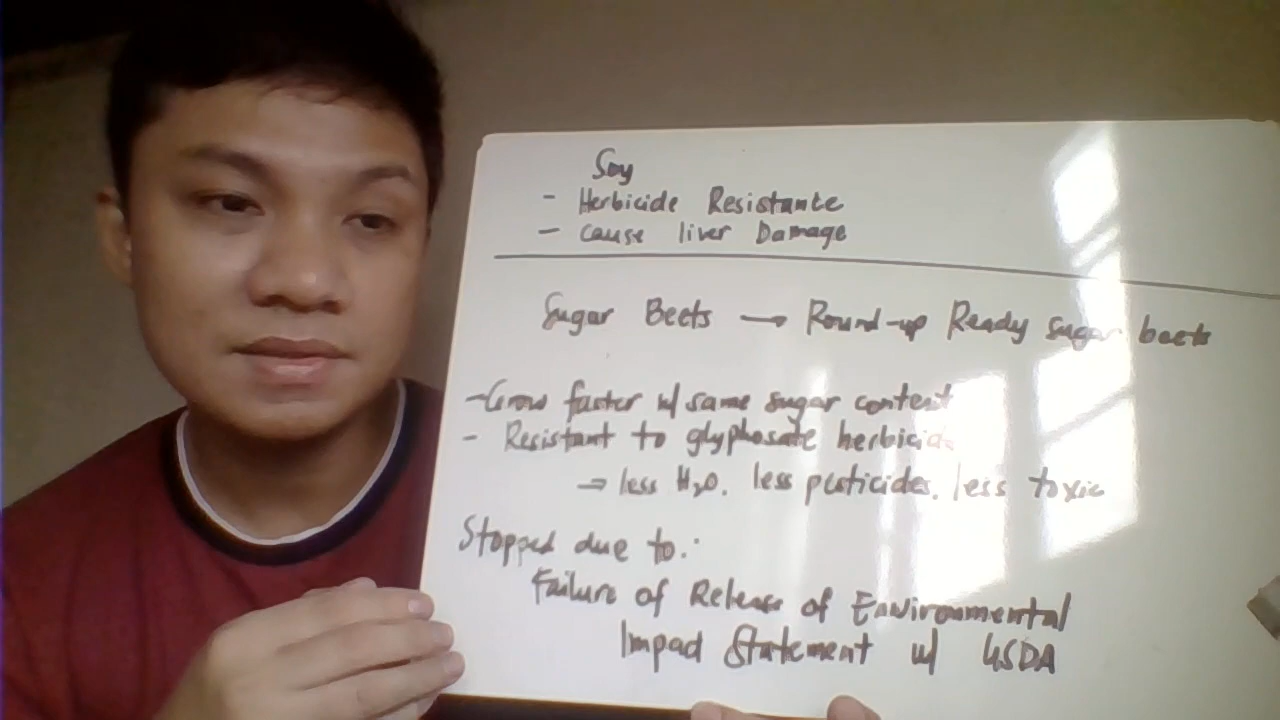 Soy
- Herbicide Resistance
- cause liver Damage
Sugar Beets → Round-up Ready sugar beets
- Grow faster w/ same sugar content
- Resistant to glyphosate herbicide
→ less H₂O, less pesticides, less toxic
Stopped due to:
Failure of Release of Environmental
Impact Statement w/ USDA